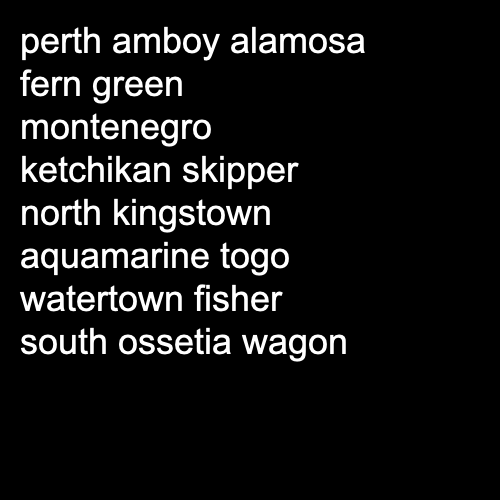 perth amboy alamosa
fern green
montenegro
ketchikan skipper
north kingstown
aquamarine togo
watertown fisher
south ossetia wagon